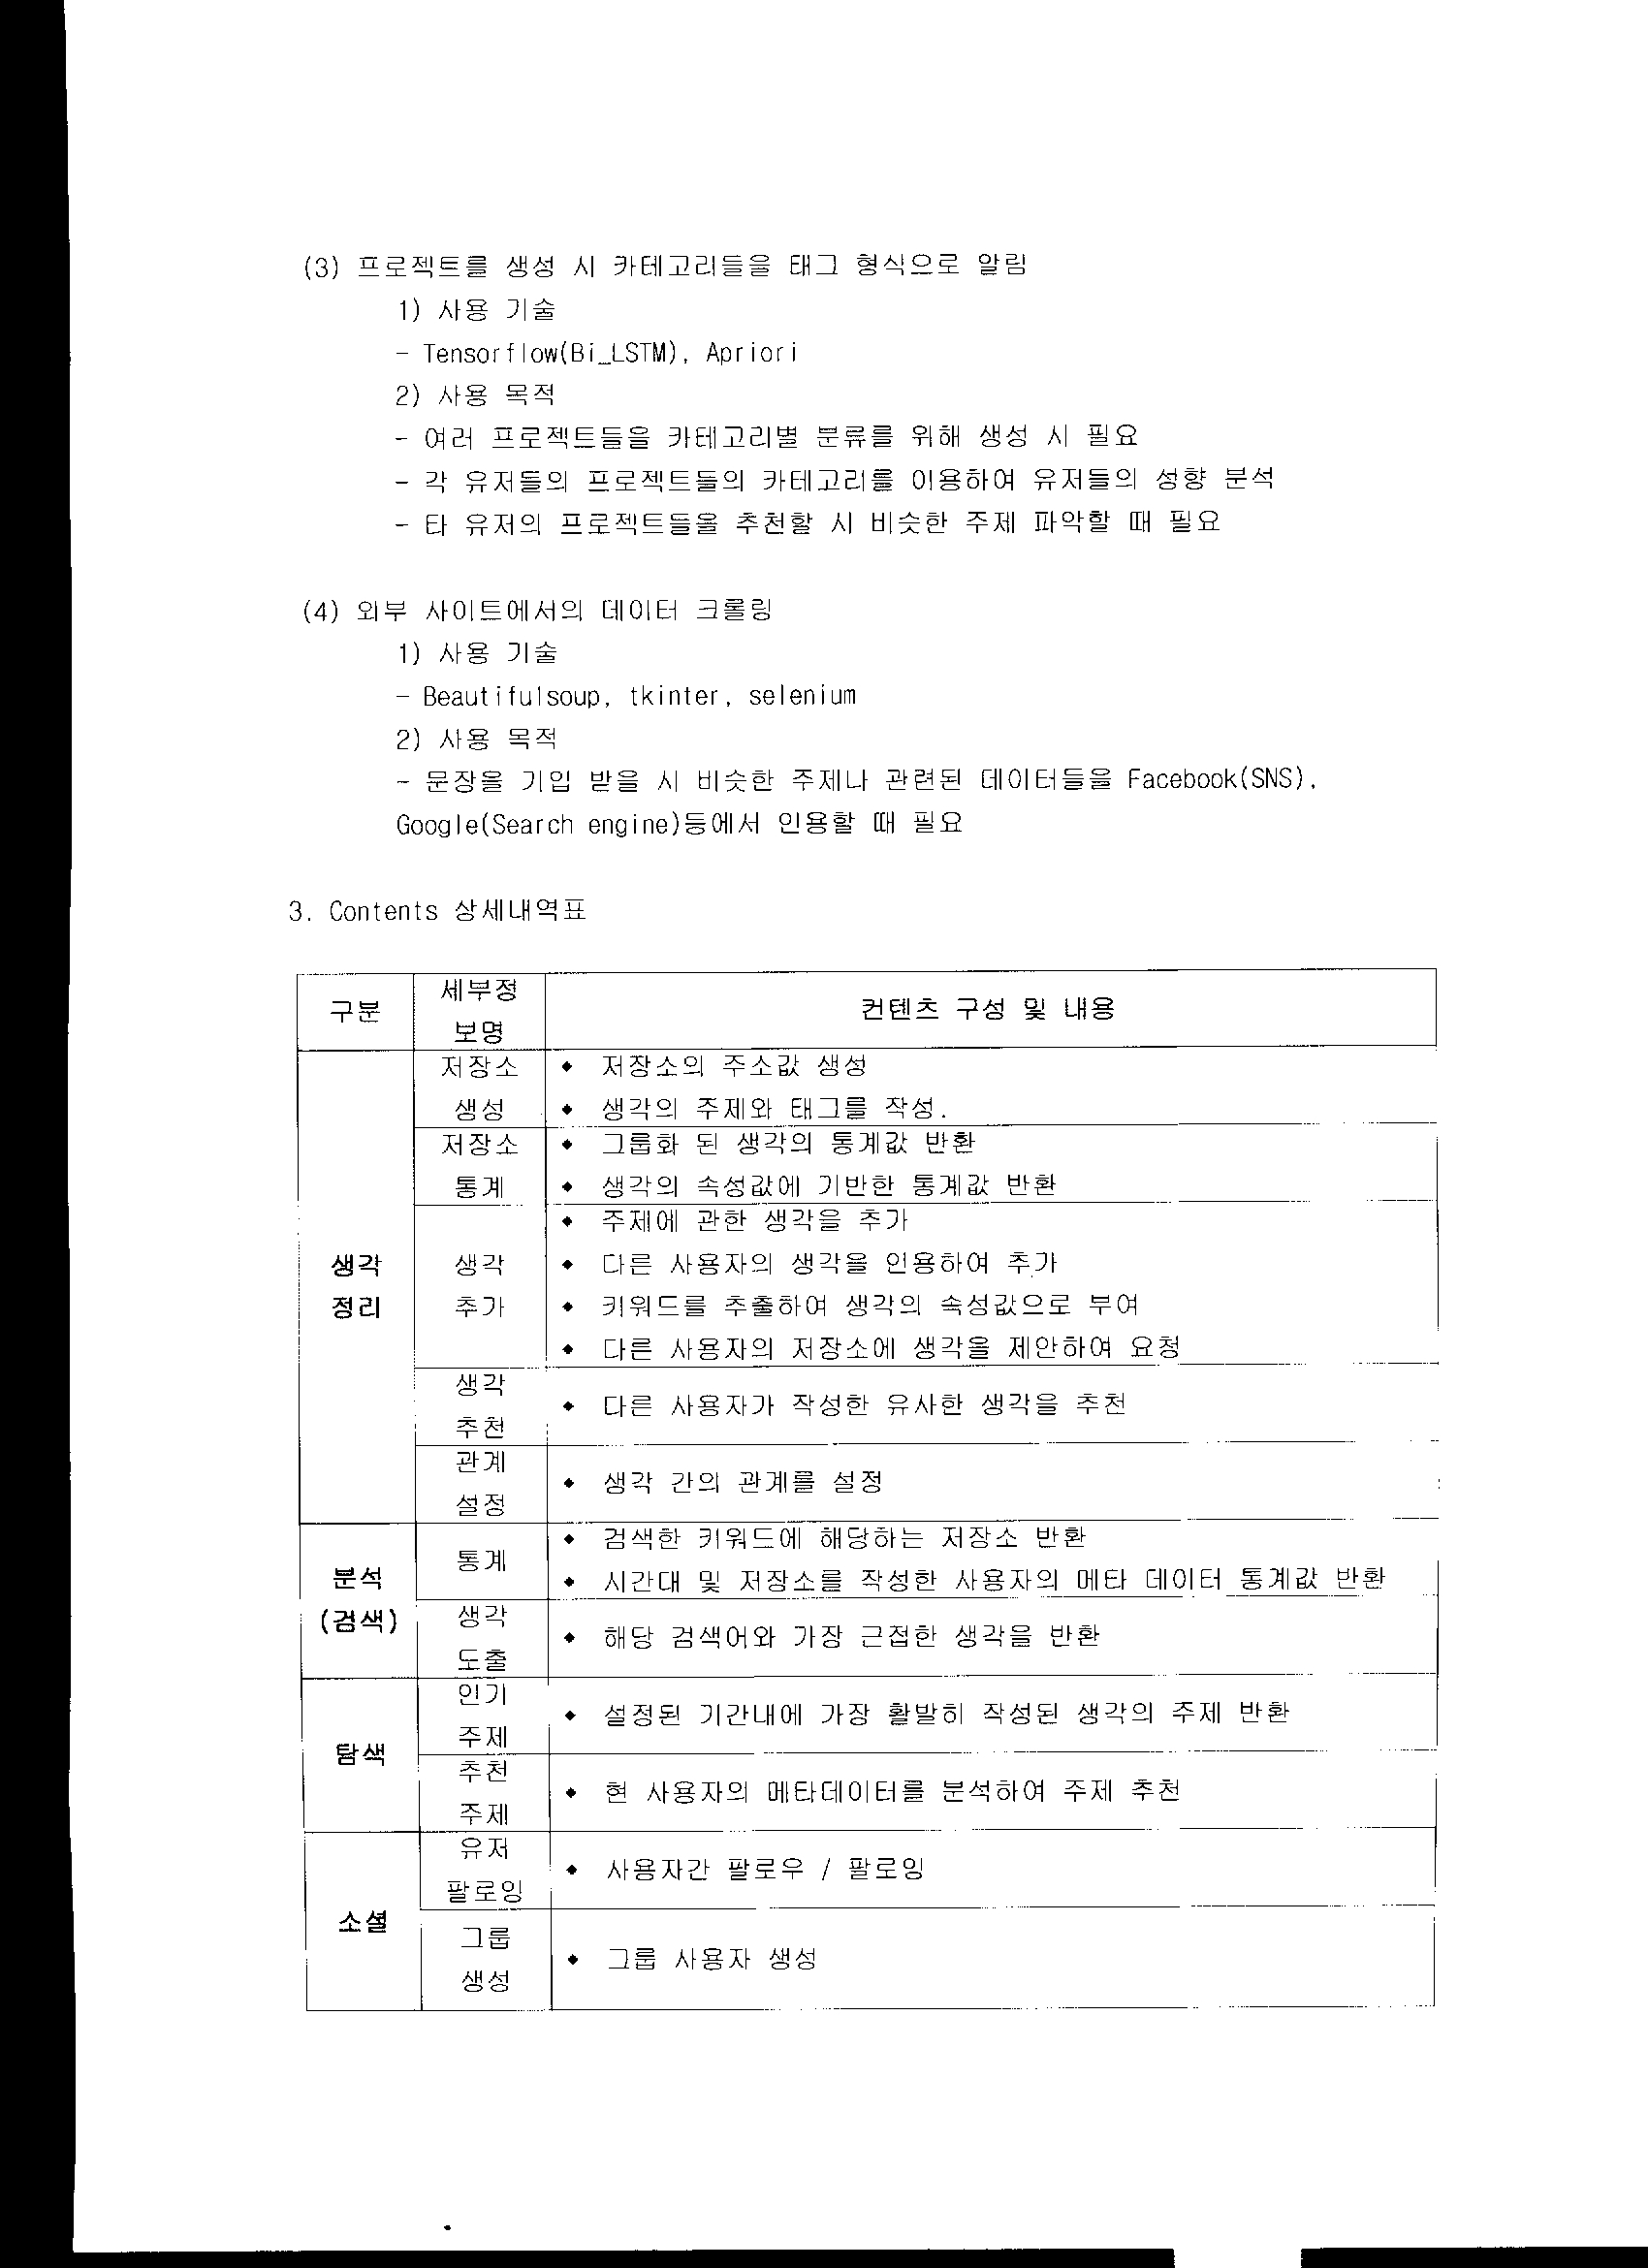 (3) 프로젝트를 생성 시 카테고리들을 태그 형식으로 알림
1) 사용 기술
- Tensorflow(Bi_LSTM), Apriori
2) 사용 목적
- 여러 프로젝트들을 카테고리별 분류를 위해 생성 시 필요
- 각 유저들의 프로젝트들의 카테고리를 이용하여 유저들의 성향 분석
- 타 유저의 프로젝트들을 추천할 시 비슷한 주제 파악할 때 필요
(4) 외부 사이트에서의 데이터 크롤링
1) 사용 기술
- Beautifulsoup, tkinter, selenium
2) 사용 목적
- 문장을 기입 받을 시 비슷한 주제나 관련된 데이터들을 Facebook(SNS),
Google(Search engine)등에서 인용할 때 필요
3. Contents 상세내역표
구분
세부정
보명
컨텐츠 구성 및 내용
생각
정리
저장소
생성
◆ 저장소의 주소값 생성
◆ 생각의 주제와 태그를 작성.
저장소
통계
◆ 그룹화 된 생각의 통계값 반환
◆ 생각의 속성값에 기반한 통계값 반환
생각
추가
◆ 주제에 관한 생각을 추가
◆ 다른 사용자의 생각을 인용하여 추가
◆ 키워드를 추출하여 생각의 속성값으로 부여
◆ 다른 사용자의 저장소에 생각을 제안하여 요청
생각
추천
◆ 다른 사용자가 작성한 유사한 생각을 추천
관계
설정
◆ 생각 간의 관계를 설정
분석
(검색)
통계
◆ 검색한 키워드에 해당하는 저장소 반환
◆ 시간대 및 저장소를 작성한 사용자의 메타 데이터 통계값 반환
생각
도출
◆ 해당 검색어와 가장 근접한 생각을 반환
탐색
인기
주제
◆ 설정된 기간내에 가장 활발히 작성된 생각의 주제 반환
추천
주제
◆ 현 사용자의 메타데이터를 분석하여 주제 추천
소셜
유저
팔로잉
◆ 사용자간 팔로우 / 팔로잉
그룹
생성
◆ 그룹 사용자 생성